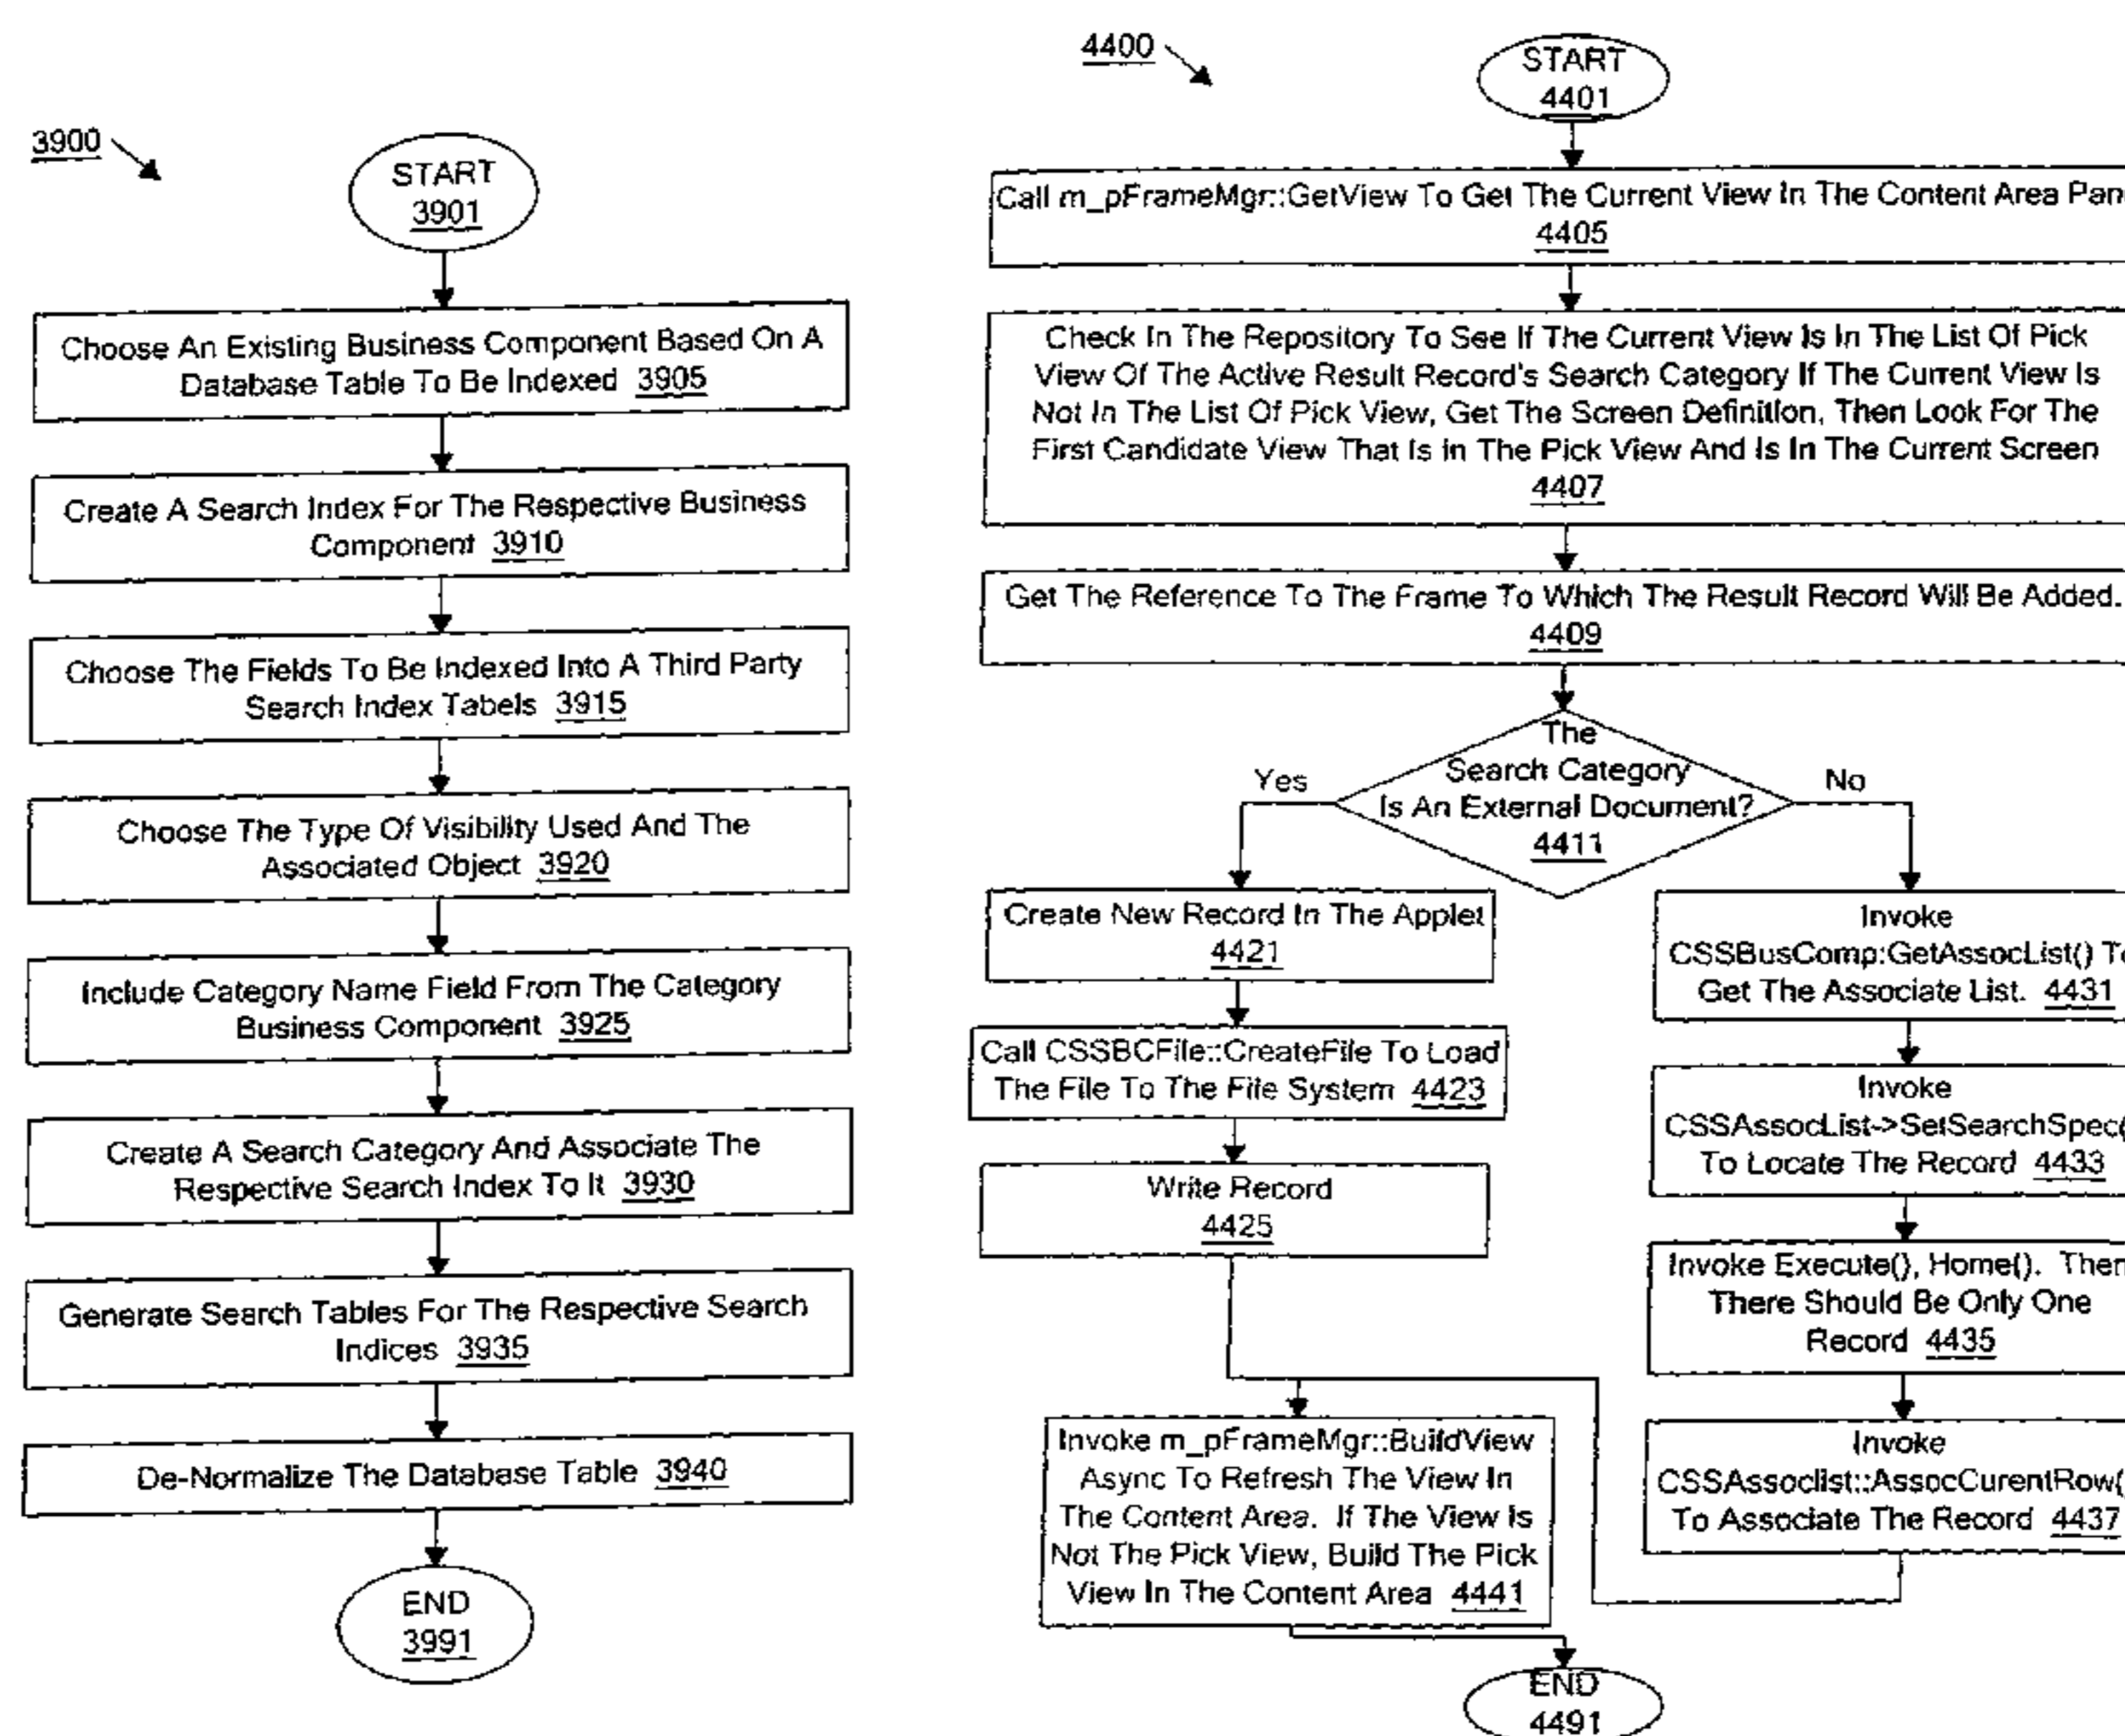 3900
START
3901
Choose An Existing Business Component Based On A
Database Table To Be Indexed 3905
Create A Search Index For The Respective Business
Component 3910
Choose The Fields To Be Indexed Into A Third Party
Search Index Tabels 3915
Choose The Type Of Visibility Used And The
Associated Object 3920
Include Category Name Field From The Category
Business Component 3925
Create A Search Category And Associate The
Respective Search Index To It 3930
Generate Search Tables For The Respective Search
Indices 3935
De-Normalize The Database Table 3940
END
3991
4400
START
4401
Call m_pFrameMgr::GetView To Get The Current View In The Content Area
4405
Check In The Repository To See If The Current View Is In The List Of Pick
View Of The Active Result Record's Search Category If The Current View Is
Not In The List Of Pick View, Get The Screen Definition, Then Look For The
First Candidate View That Is In The Pick View And Is In The Current Screen
4407
Get The Reference To The Frame To Which The Result Record Will Be Added.
4409
The
Search Category
Is An External Document?
4411
Yes
No
Create New Record In The Applet
4421
Call CSSBCFile::CreateFile To Load
The File To The File System 4423
Write Record
4425
Invoke
CSSBusComp:GetAssocList()
Get The Associate List. 4431
Invoke
CSSAssocList->SetSearchSpec(
To Locate The Record 4433
Invoke Execute(), Home(). Then
There Should Be Only One
Record 4435
Invoke
CSSAssoclist::AssocCurentRow(
To Associate The Record 4437
Invoke m_pFrameMgr::BuildView
Async To Refresh The View In
The Content Area. If The View Is
Not The Pick View, Build The Pick
View In The Content Area 4441
END
4491